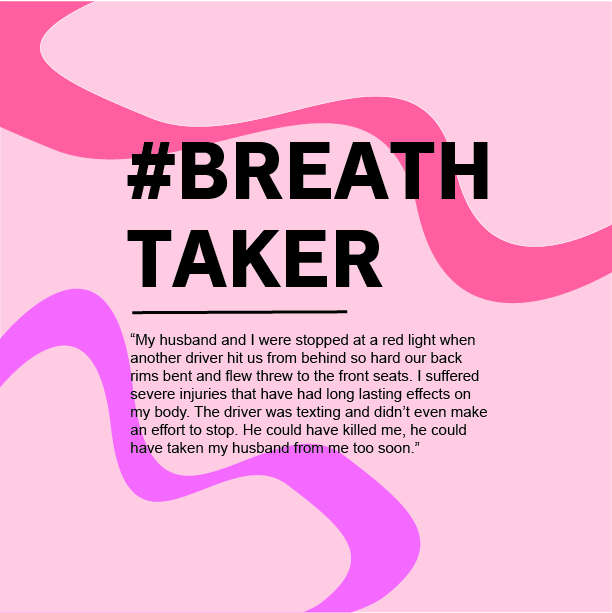 #BREATH
TAKER
“My husband and I were stopped at a red light when
another driver hit us from behind so hard our back
rims bent and flew threw to the front seats. I suffered
severe injuries that have had long lasting effects on
my body. The driver was texting and didn’t even make
an effort to stop. He could have killed me, he could
have taken my husband from me too soon.”